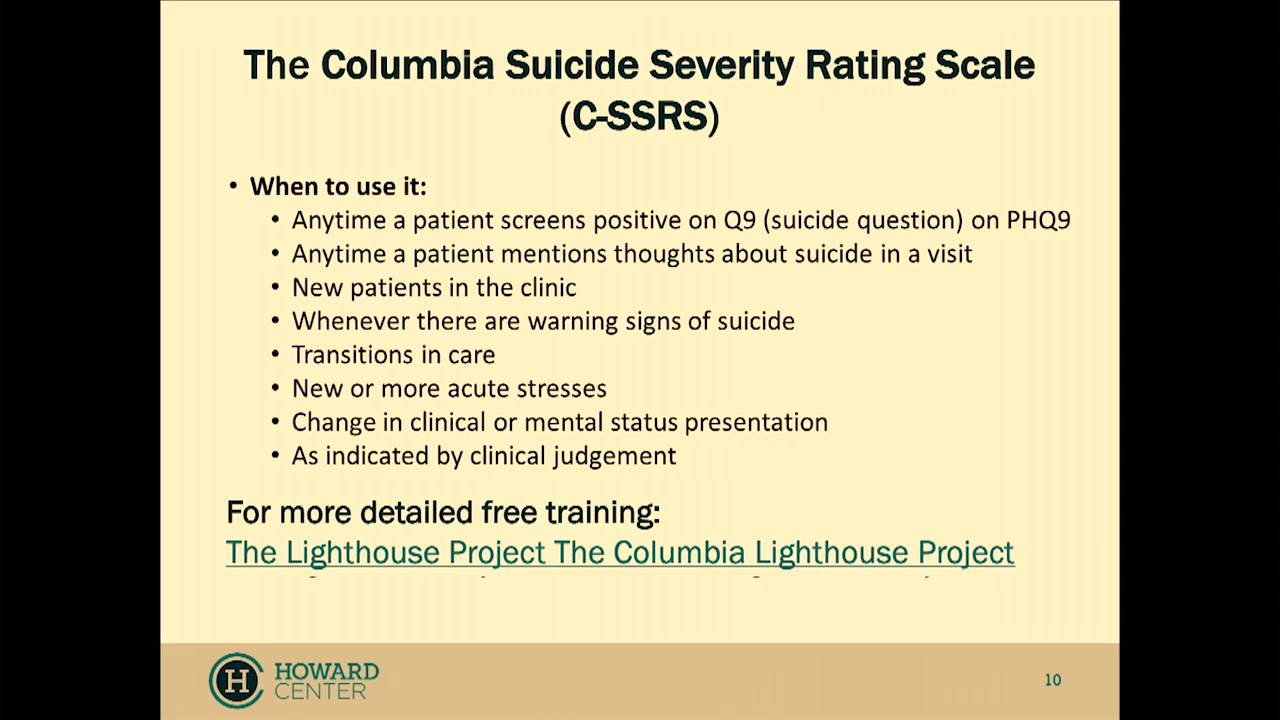 The Columbia Suicide Severity Rating Scale
(C-SSRS)
• When to use it:
• Anytime a patient screens positive on Q9 (suicide question) on PHQ9
• Anytime a patient mentions thoughts about suicide in a visit
• New patients in the clinic
• Whenever there are warning signs of suicide
• Transitions in care
• New or more acute stresses
• Change in clinical or mental status presentation
• As indicated by clinical judgement
For more detailed free training:
The Lighthouse Project The Columbia Lighthouse Project
H HOWARD
CENTER
10